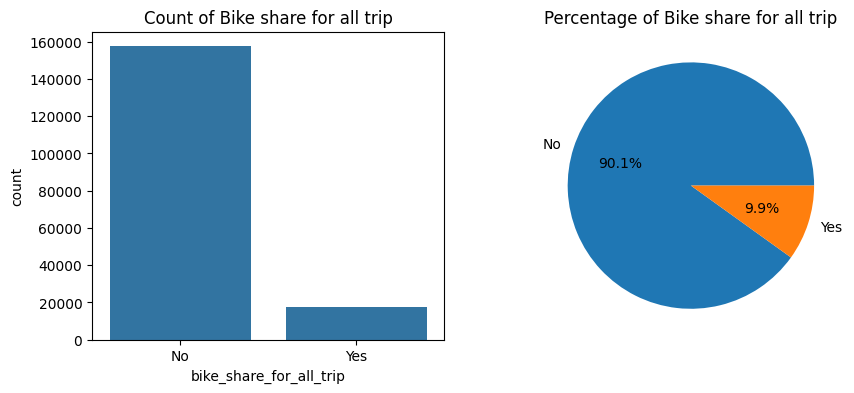 Count of Bike share for all trip
160000
140000
120000
100000
80000
60000
40000
20000
0
count
No
Yes
bike_share_for_all_trip
Percentage of Bike share for all trip
No
90.1%
9.9%
Yes